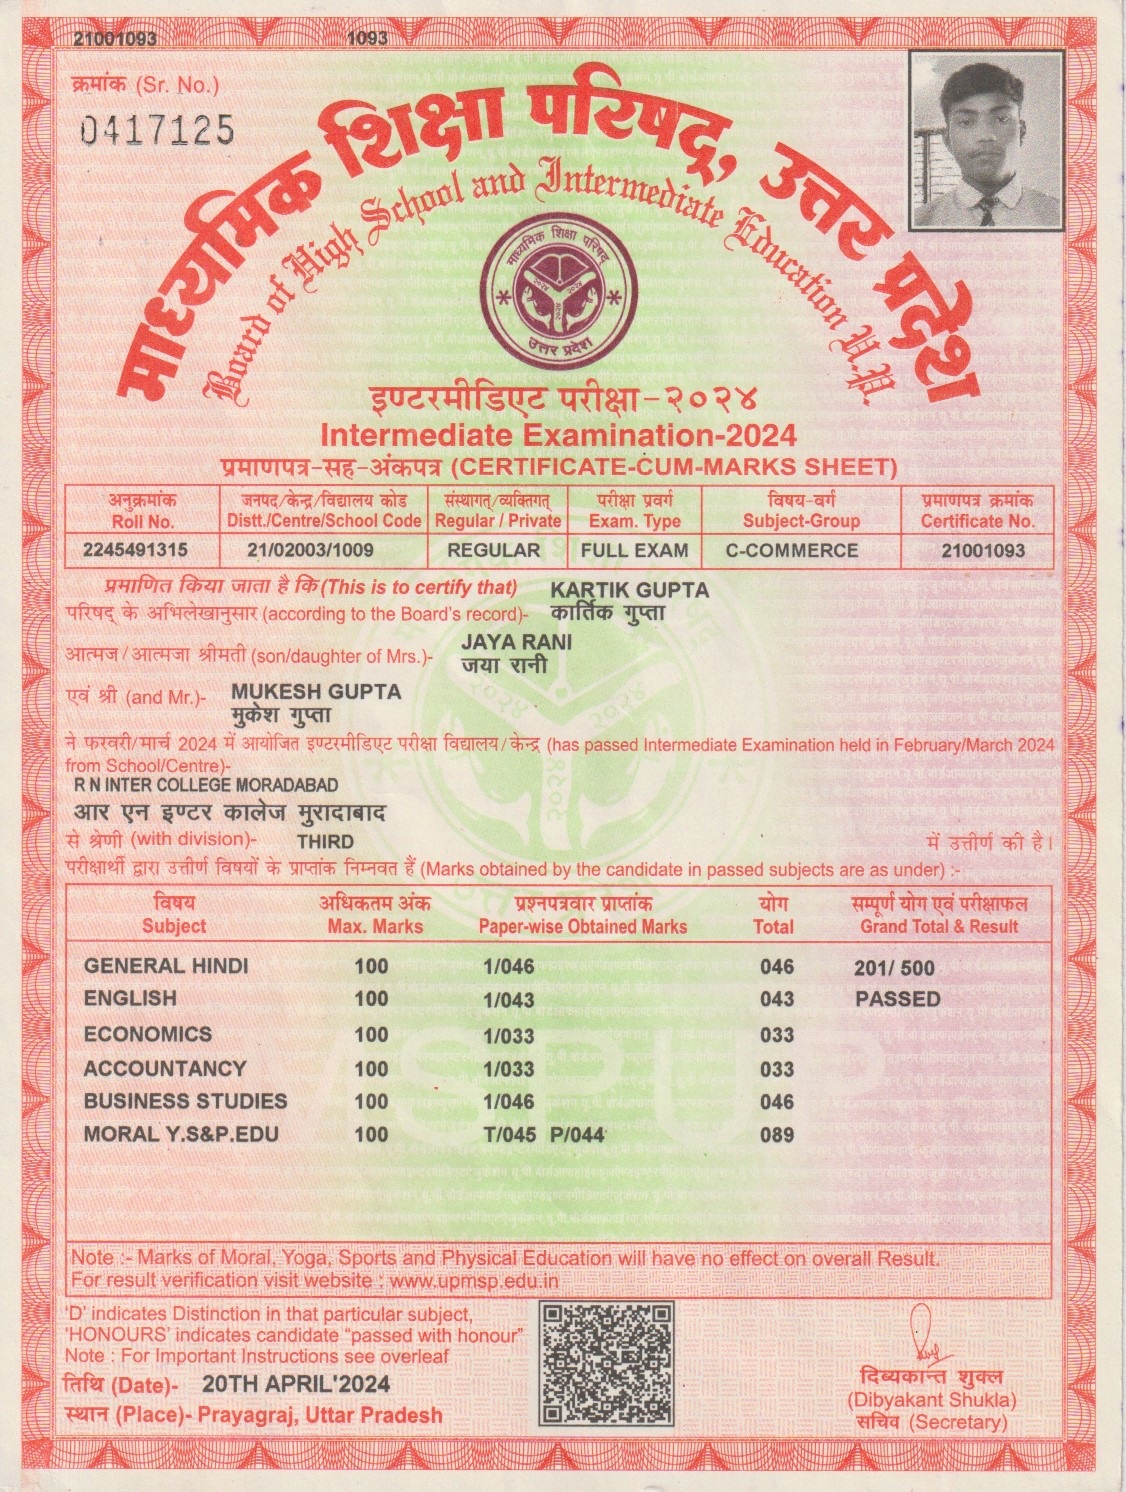 21001093 1093
क्रमांक (Sr. No.)
0417125
माध्यमिक शिक्षा परिषद्, उत्तर प्रदेश
Board of High School and Intermediate Education U.P.
माध्यमिक शिक्षा परिषद्
उत्तर प्रदेश
इण्टरमीडिएट परीक्षा-२०२४
Intermediate Examination-2024
प्रमाणपत्र-सह-अंकपत्र (CERTIFICATE-CUM-MARKS SHEET)
अनुक्रमांक जनपद/केन्द्र/विद्यालय कोड संस्थागत्/व्यक्तिगत् परीक्षा प्रवर्ग विषय-वर्ग प्रमाणपत्र क्रमांक
Roll No. Distt./Centre/School Code Regular / Private Exam. Type Subject-Group Certificate No.
2245491315 21/02003/1009 REGULAR FULL EXAM C-COMMERCE 21001093
प्रमाणित किया जाता है कि (This is to certify that) KARTIK GUPTA
परिषद् के अभिलेखानुसार (according to the Board's record)- कार्तिक गुप्ता
JAYA RANI
आत्मज/आत्मजा श्रीमती (son/daughter of Mrs.)- जया रानी
एवं श्री (and Mr.)- MUKESH GUPTA
मुकेश गुप्ता
ने फरवरी/मार्च 2024 में आयोजित इण्टरमीडिएट परीक्षा विद्यालय/केन्द्र (has passed Intermediate Examination held in February/March 2024
from School/Centre)-
R N INTER COLLEGE MORADABAD
आर एन इण्टर कालेज मुरादाबाद
से श्रेणी (with division)- THIRD में उत्तीर्ण की है।
परीक्षार्थी द्वारा उत्तीर्ण विषयों के प्राप्तांक निम्नवत हैं (Marks obtained by the candidate in passed subjects are as under) :-
विषय अधिकतम अंक प्रश्नपत्रवार प्राप्तांक योग सम्पूर्ण योग एवं परीक्षाफल
Subject Max. Marks Paper-wise Obtained Marks Total Grand Total & Result
GENERAL HINDI 100 1/046 046 201/ 500
ENGLISH 100 1/043 043 PASSED
ECONOMICS 100 1/033 033
ACCOUNTANCY 100 1/033 033
BUSINESS STUDIES 100 1/046 046
MORAL Y.S&P.EDU 100 T/045 P/044 089
Note :- Marks of Moral, Yoga, Sports and Physical Education will have no effect on overall Result.
For result verification visit website : www.upmsp.edu.in
'D' indicates Distinction in that particular subject,
'HONOURS' indicates candidate "passed with honour"
Note : For Important Instructions see overleaf
तिथि (Date)- 20TH APRIL'2024
स्थान (Place)- Prayagraj, Uttar Pradesh
दिव्यकान्त शुक्ल
(Dibyakant Shukla)
सचिव (Secretary)